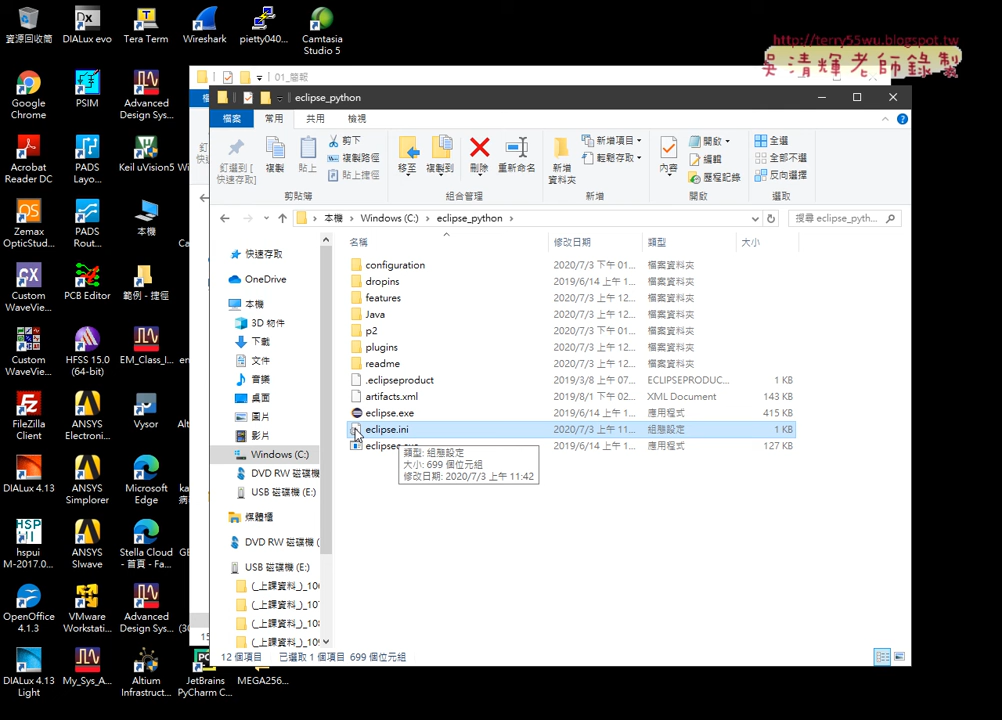 資源回收筒
DIALux evo
Tera Term
Wireshark
pietty040...
Camtasia
Studio 5
http://terry55wu.blogspot.tw
吳清輝老師錄製
Google
Chrome
PSIM
Advanced
Design Sys...
Acrobat
Reader DC
PADS
Layo...
Keil uVision5
Zemax
OpticStud...
PADS
Rout...
本機
Custom
WaveVie...
PCB Editor
範例 - 捷徑
Custom
WaveView...
HFSS 15.0
(64-bit)
EM_Class_I...
FileZilla
Client
ANSYS
Electroni...
Vysor
DIALux 4.13
ANSYS
Simplorer
Microsoft
Edge
hspui
M-2017.0...
ANSYS
SIwave
Stella Cloud
- 首頁 - Fa...
OpenOffice
4.1.3
VMware
Workstati...
Advanced
Design Sys...
DIALux 4.13
Light
My_Sys_A...
Altium
Infrastruct...
JetBrains
PyCharm C...
MEGA256...
01_簡報
eclipse_python
檔案
常用
共用
檢視
釘選到 [
快速存取]
複製
貼上
剪下
複製路徑
貼上捷徑
剪貼簿
移至
複製到
刪除
重新命名
組合管理
新增
資料夾
新增項目
輕鬆存取
新增
內容
開啟
編輯
歷程記錄
開啟
全選
全部不選
反向選擇
選取
本機 Windows (C:) eclipse_python
搜尋 eclipse_pyth...
快速存取
OneDrive
本機
3D 物件
下載
文件
音樂
桌面
圖片
影片
Windows (C:)
DVD RW 磁碟機
USB 磁碟機 (E:)
媒體櫃
DVD RW 磁碟機 (
USB 磁碟機 (E:)
(_上課資料_)_10
(_上課資料_)_10
(_上課資料_)_10
(_上課資料_)_10
名稱 修改日期 類型 大小
configuration 2020/7/3 下午 01... 檔案資料夾
dropins 2019/6/14 上午 1... 檔案資料夾
features 2020/7/3 上午 12... 檔案資料夾
Java 2020/7/3 上午 12... 檔案資料夾
p2 2020/7/3 下午 01... 檔案資料夾
plugins 2020/7/3 上午 12... 檔案資料夾
readme 2020/7/3 上午 12... 檔案資料夾
.eclipseproduct 2019/3/8 上午 07... ECLIPSEPRODUC... 1 KB
artifacts.xml 2019/8/1 下午 02... XML Document 143 KB
eclipse.exe 2019/6/14 上午 1... 應用程式 415 KB
eclipse.ini 2020/7/3 上午 11... 組態設定 1 KB
2019/6/14 上午 1... 應用程式 127 KB
類型: 組態設定
大小: 699 個位元組
修改日期: 2020/7/3 上午 11:42
12 個項目 已選取 1 個項目 699 個位元組